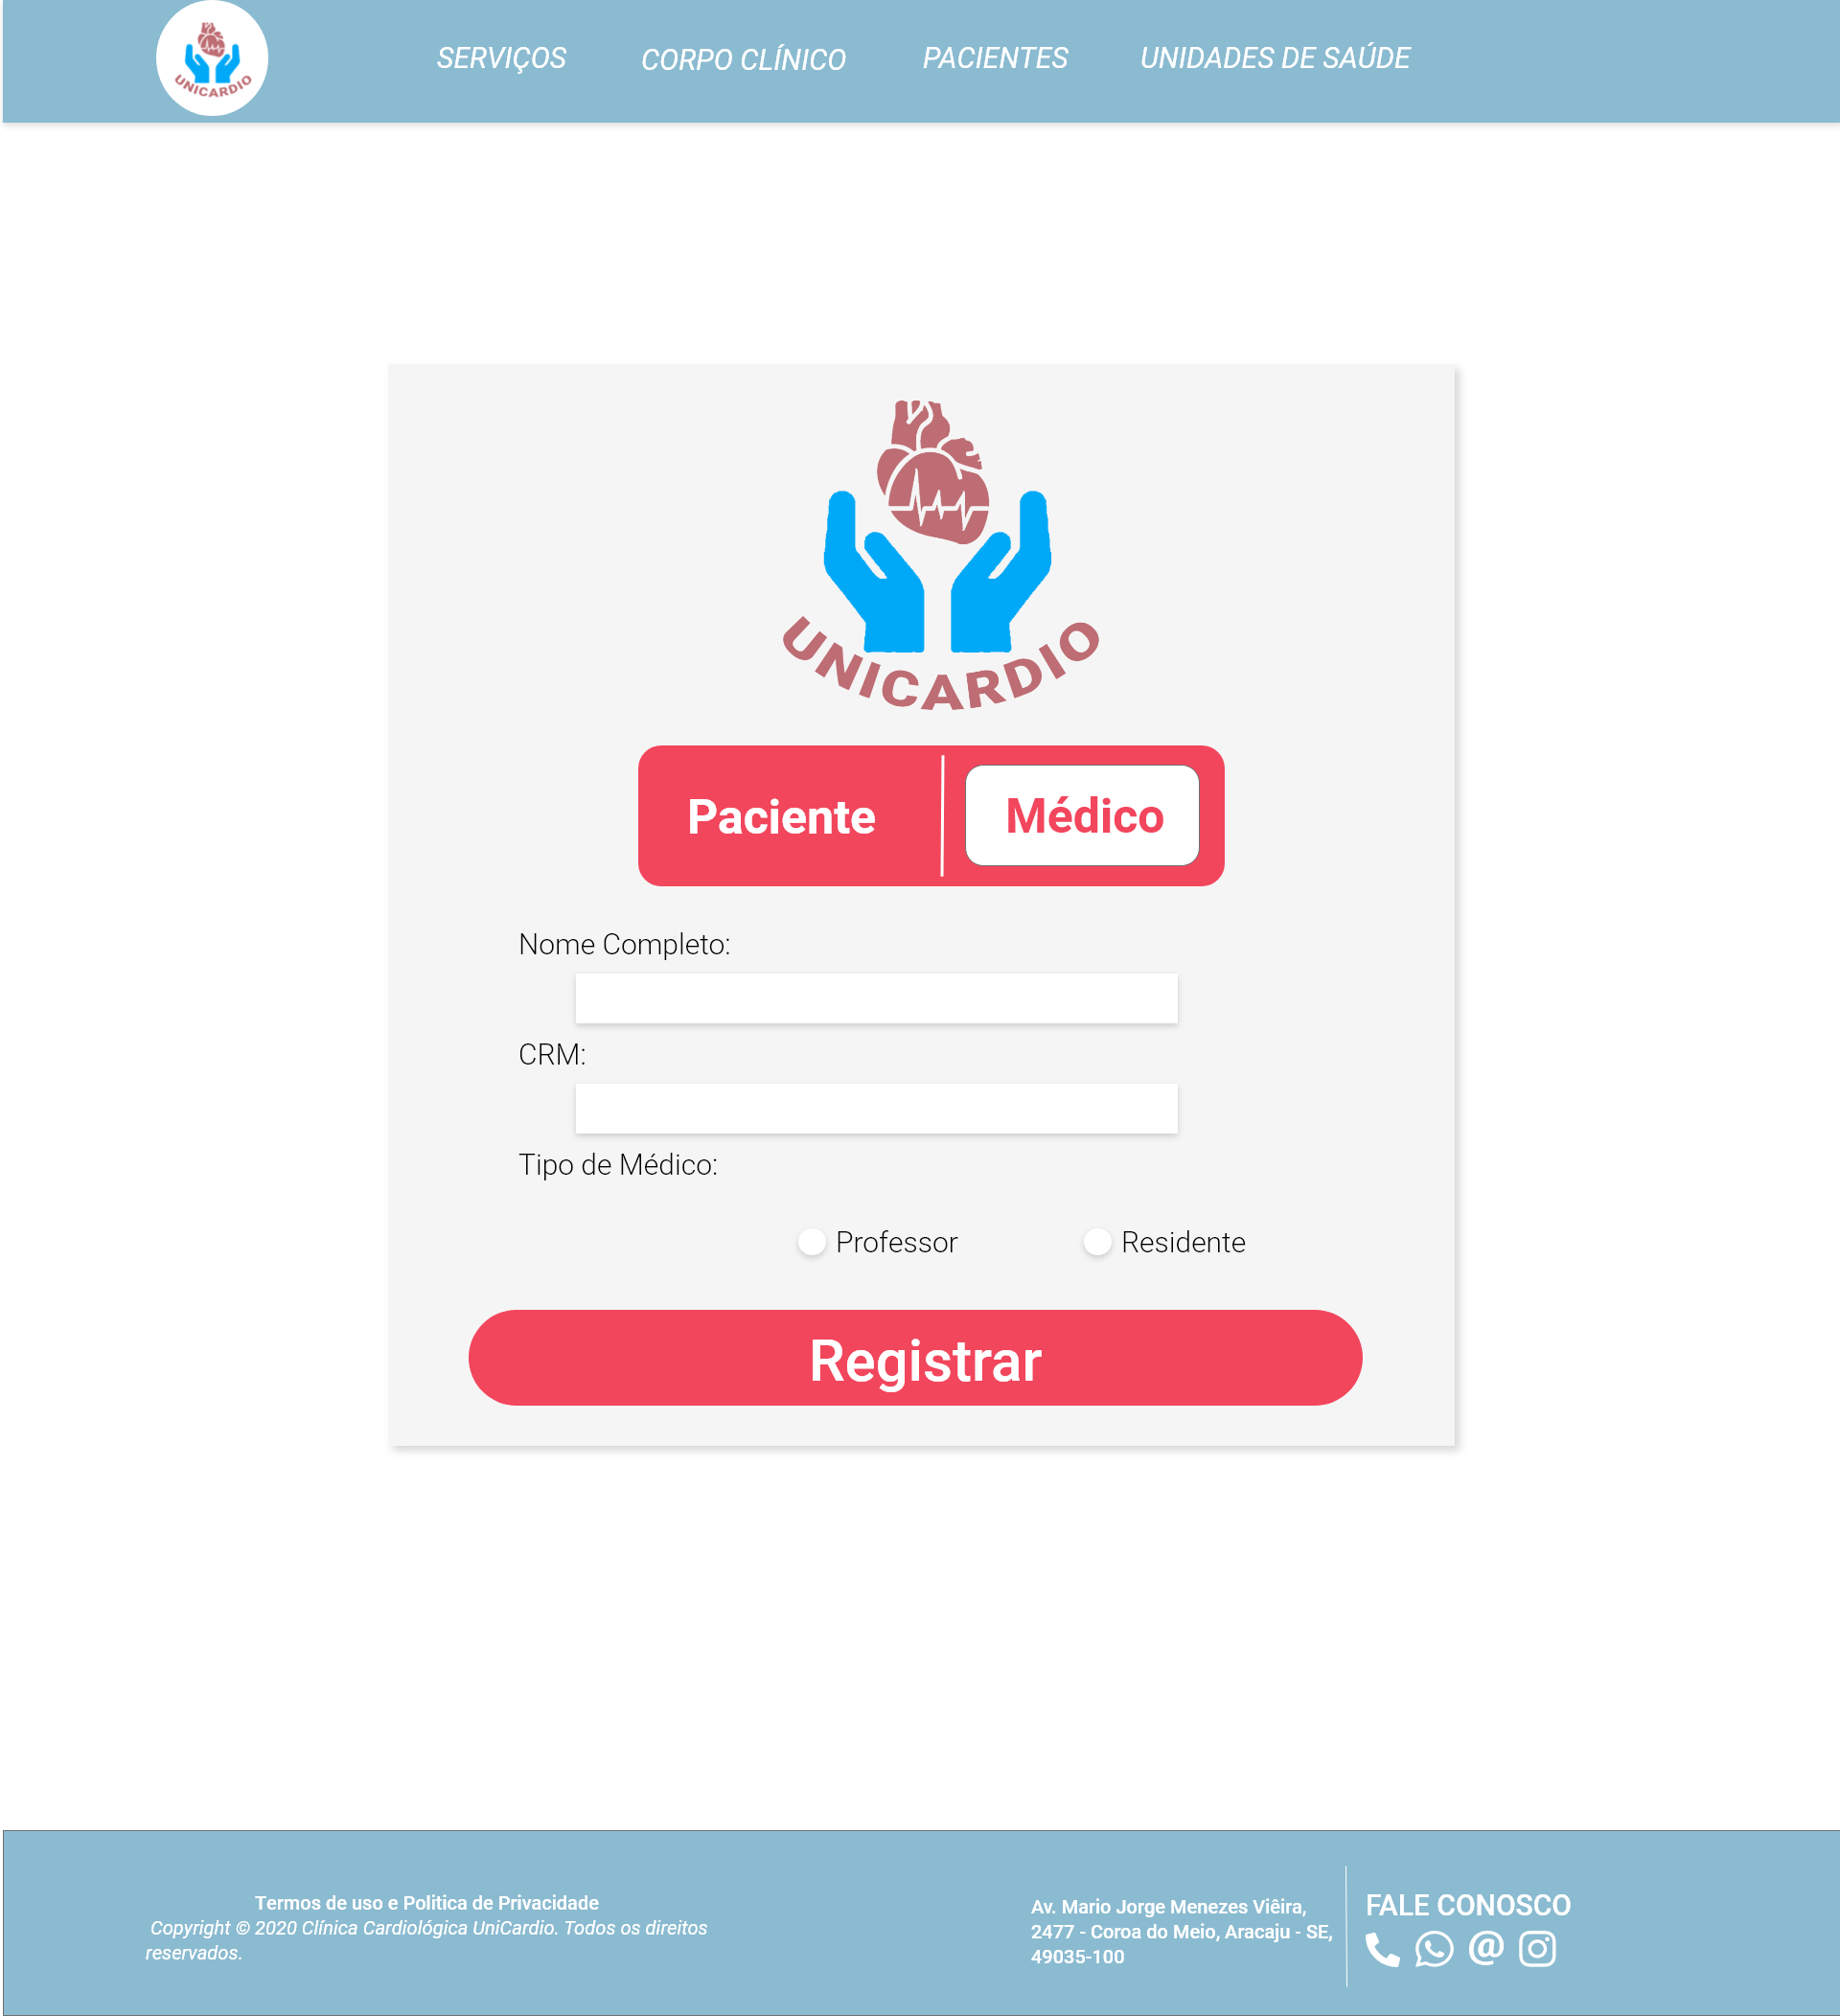 UNICARDIO
SERVIÇOS
CORPO CLÍNICO
PACIENTES
UNIDADES DE SAÚDE
UNICARDIO
Paciente
Médico
Nome Completo:
CRM:
Tipo de Médico:
Professor
Residente
Registrar
Termos de uso e Politica de Privacidade
Copyright © 2020 Clínica Cardiológica UniCardio. Todos os direitos
reservados.
Av. Mario Jorge Menezes Viêira,
2477 - Coroa do Meio, Aracaju - SE,
49035-100
FALE CONOSCO